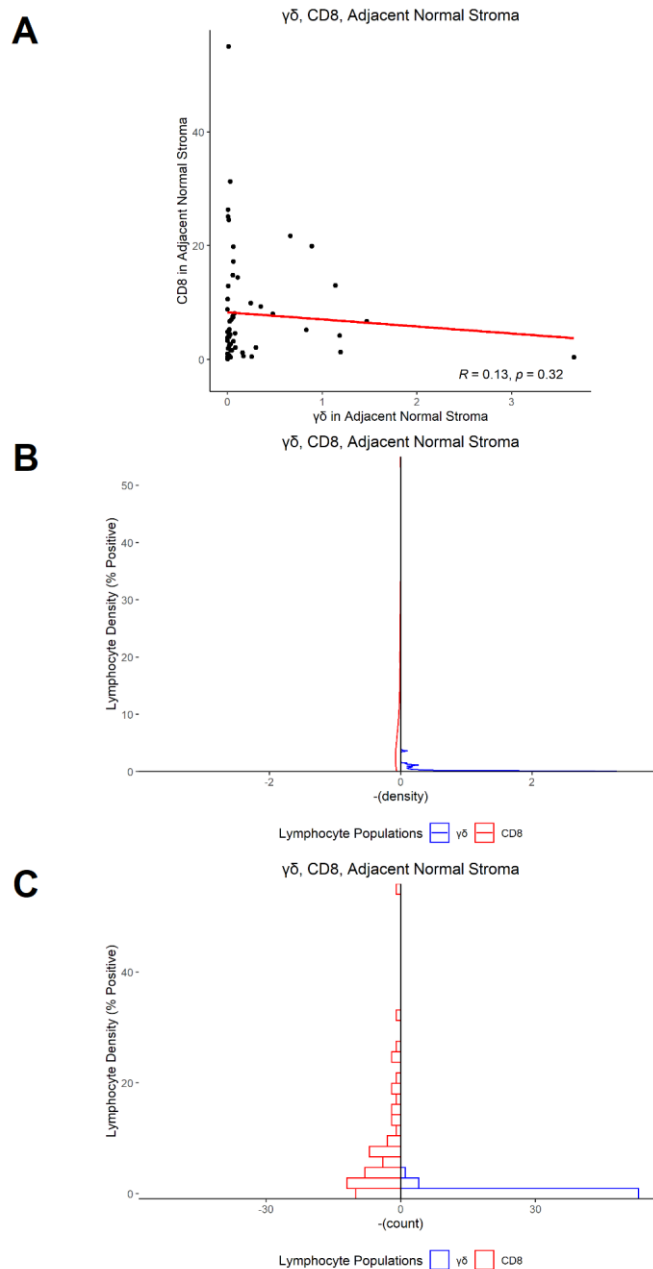 A
γδ, CD8, Adjacent Normal Stroma
CD8 in Adjacent Normal Stroma
40
20
0
R = 0.13, p = 0.32
0 1 2 3
γδ in Adjacent Normal Stroma
B
γδ, CD8, Adjacent Normal Stroma
Lymphocyte Density (% Positive)
50
40
30
20
10
0
-2 0 2
-(density)
Lymphocyte Populations γδ CD8
C
γδ, CD8, Adjacent Normal Stroma
Lymphocyte Density (% Positive)
40
20
0
-30 0 30
-(count)
Lymphocyte Populations γδ CD8